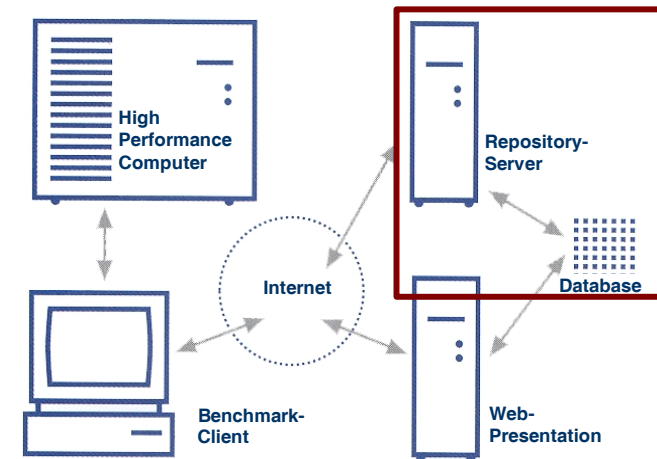 High
Performance
Computer
Repository-
Server
Internet
Database
Benchmark-
Client
Web-
Presentation